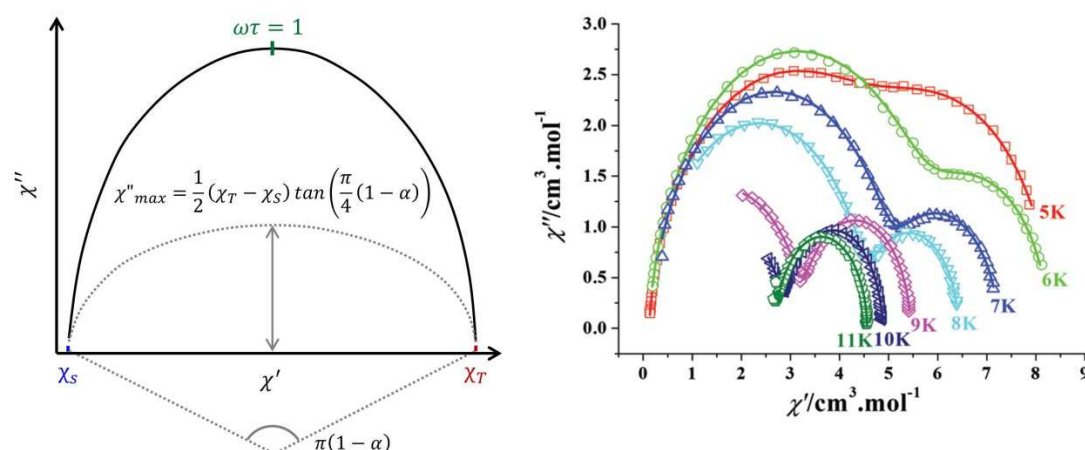 ωτ = 1
χ''
χ"max = 1/2 (χT − χS) tan(π/4 (1 − α))
χS
χ'
χT
π(1 − α)
χ''/cm³.mol⁻¹
3.0
2.5
2.0
1.5
1.0
0.5
0.0
5K
6K
7K
8K
9K
10K
11K
0 1 2 3 4 5 6 7 8 9
χ'/cm³.mol⁻¹